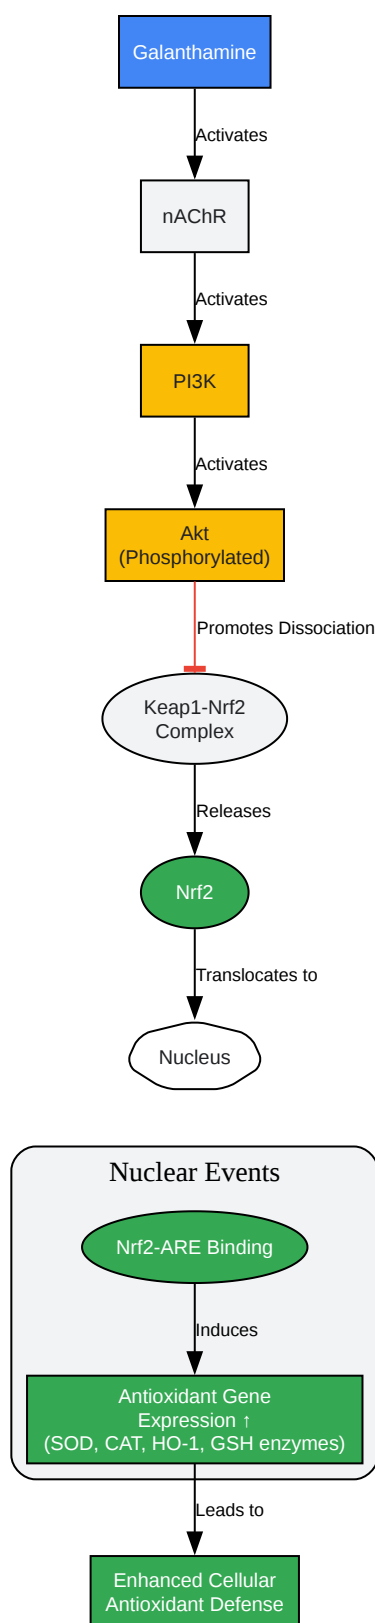 Galanthamine
Activates
nAChR
Activates
PI3K
Activates
Akt
(Phosphorylated)
Promotes Dissociation
Keap1-Nrf2
Complex
Releases
Nrf2
Translocates to
Nucleus
Nuclear Events
Nrf2-ARE Binding
Induces
Antioxidant Gene
Expression ↑
(SOD, CAT, HO-1, GSH enzymes)
Leads to
Enhanced Cellular
Antioxidant Defense